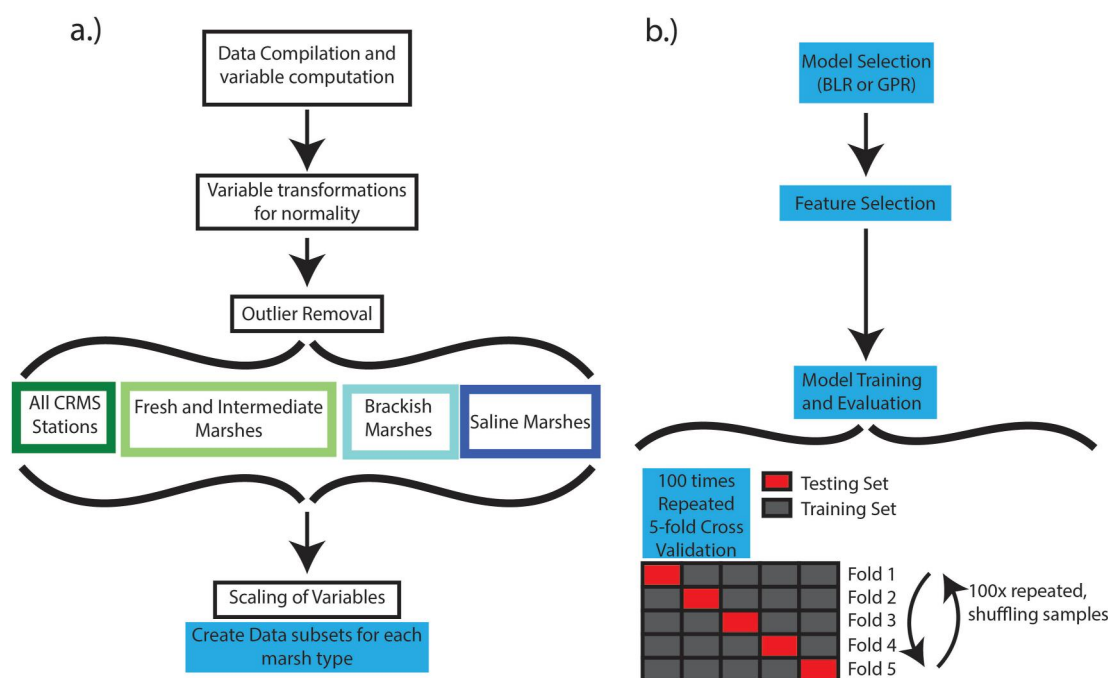 a.)
Data Compilation and
variable computation
Variable transformations
for normality
Outlier Removal
All CRMS
Stations
Fresh and Intermediate
Marshes
Brackish
Marshes
Saline Marshes
Scaling of Variables
Create Data subsets for each
marsh type
b.)
Model Selection
(BLR or GPR)
Feature Selection
Model Training
and Evaluation
100 times
Repeated
5-fold Cross
Validation
Testing Set
Training Set
Fold 1
Fold 2
Fold 3
Fold 4
Fold 5
100x repeated,
shuffling samples